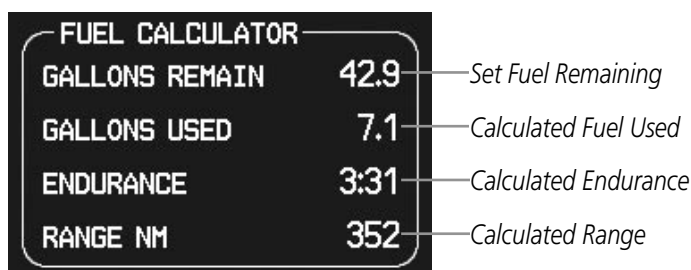 FUEL CALCULATOR
GALLONS REMAIN 42.9 Set Fuel Remaining
GALLONS USED 7.1 Calculated Fuel Used
ENDURANCE 3:31 Calculated Endurance
RANGE NM 352 Calculated Range